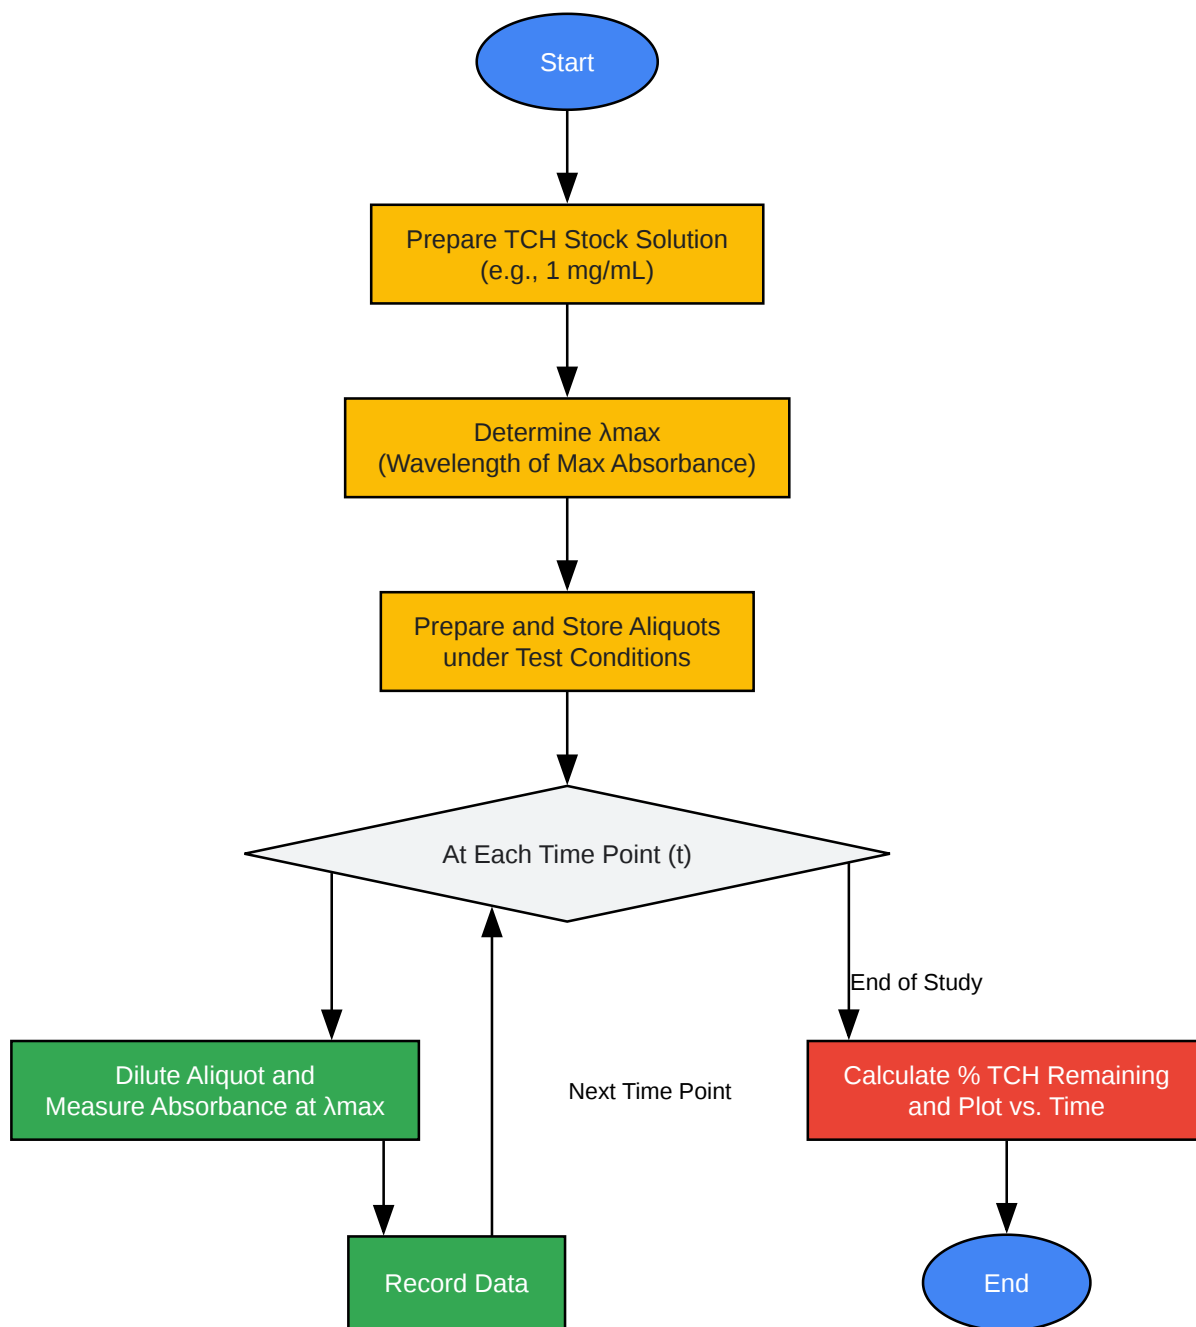 Start
Prepare TCH Stock Solution
(e.g., 1 mg/mL)
Determine λmax
(Wavelength of Max Absorbance)
Prepare and Store Aliquots
under Test Conditions
At Each Time Point (t)
End of Study
Dilute Aliquot and
Measure Absorbance at λmax
Next Time Point
Calculate % TCH Remaining
and Plot vs. Time
Record Data
End